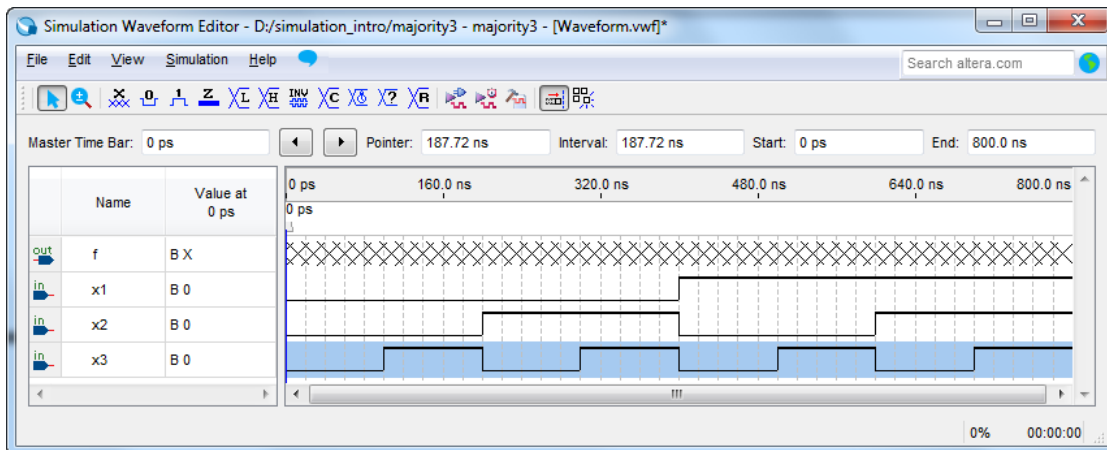 Simulation Waveform Editor - D:/simulation_intro/majority3 - majority3 - [Waveform.vwf]*
File Edit View Simulation Help Search altera.com
X 0 1 Z L H INV C ? R
Master Time Bar: 0 ps Pointer: 187.72 ns Interval: 187.72 ns Start: 0 ps End: 800.0 ns
Name Value at 0 ps
0 ps 160.0 ns 320.0 ns 480.0 ns 640.0 ns 800.0 ns
0 ps
out f B X
in x1 B 0
in x2 B 0
in x3 B 0
0% 00:00:00